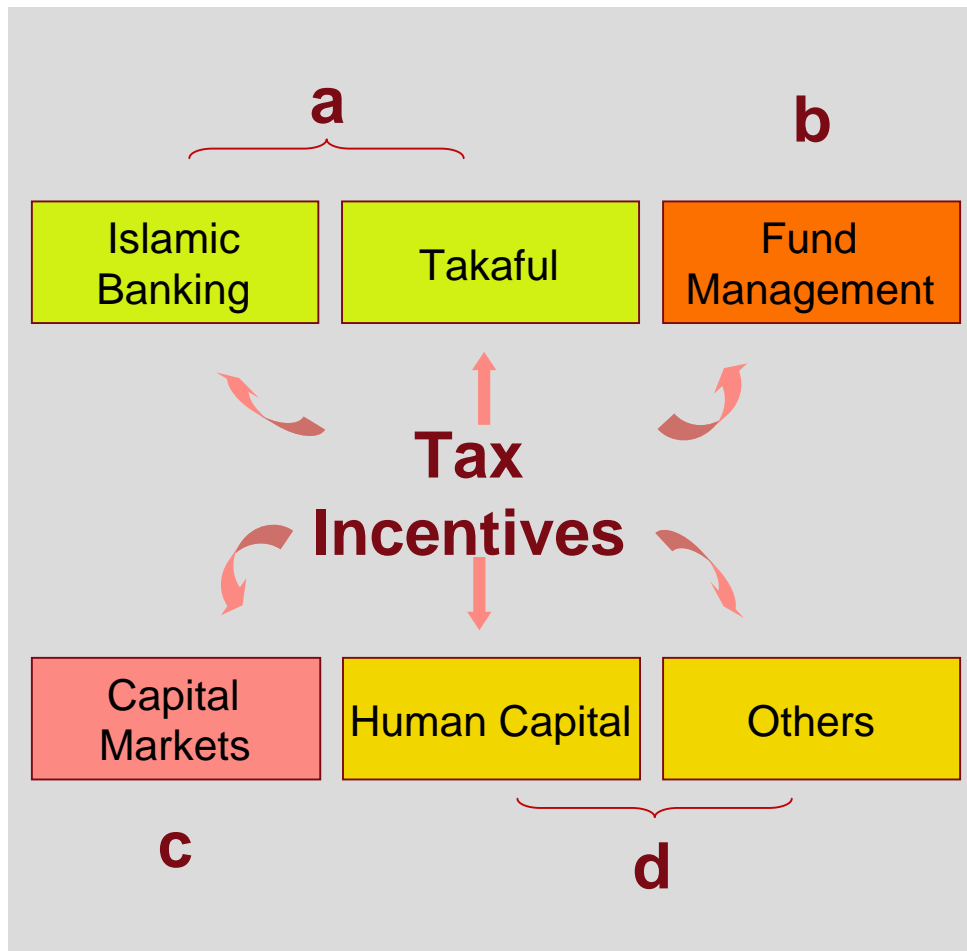 a
b
Islamic
Banking
Takaful
Fund
Management
Tax
Incentives
Capital
Markets
Human Capital
Others
c
d